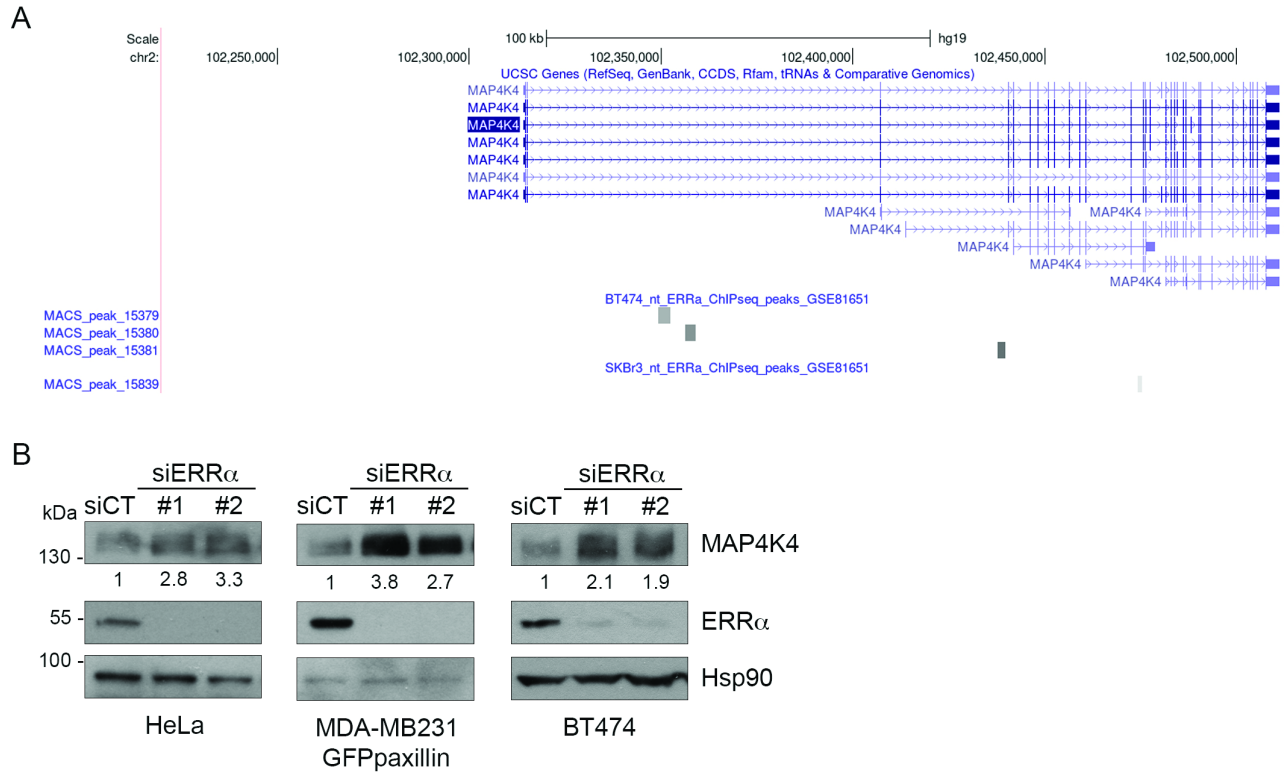 A
Scale 100 kb hg19
chr2: 102,250,000 102,300,000 102,350,000 102,400,000 102,450,000 102,500,000
UCSC Genes (RefSeq, GenBank, CCDS, Rfam, tRNAs & Comparative Genomics)
MAP4K4
MAP4K4
MAP4K4
MAP4K4
MAP4K4
MAP4K4
MAP4K4
MAP4K4 MAP4K4
MAP4K4
MAP4K4
MAP4K4
MAP4K4
BT474_nt_ERRa_ChIPseq_peaks_GSE81651
MACS_peak_15379
MACS_peak_15380
MACS_peak_15381
SKBr3_nt_ERRa_ChIPseq_peaks_GSE81651
MACS_peak_15839
B
siERRα siERRα siERRα
kDa siCT #1 #2 siCT #1 #2 siCT #1 #2
130 - MAP4K4
1 2.8 3.3 1 3.8 2.7 1 2.1 1.9
55 - ERRα
100 - Hsp90
HeLa MDA-MB231 BT474
GFPpaxillin